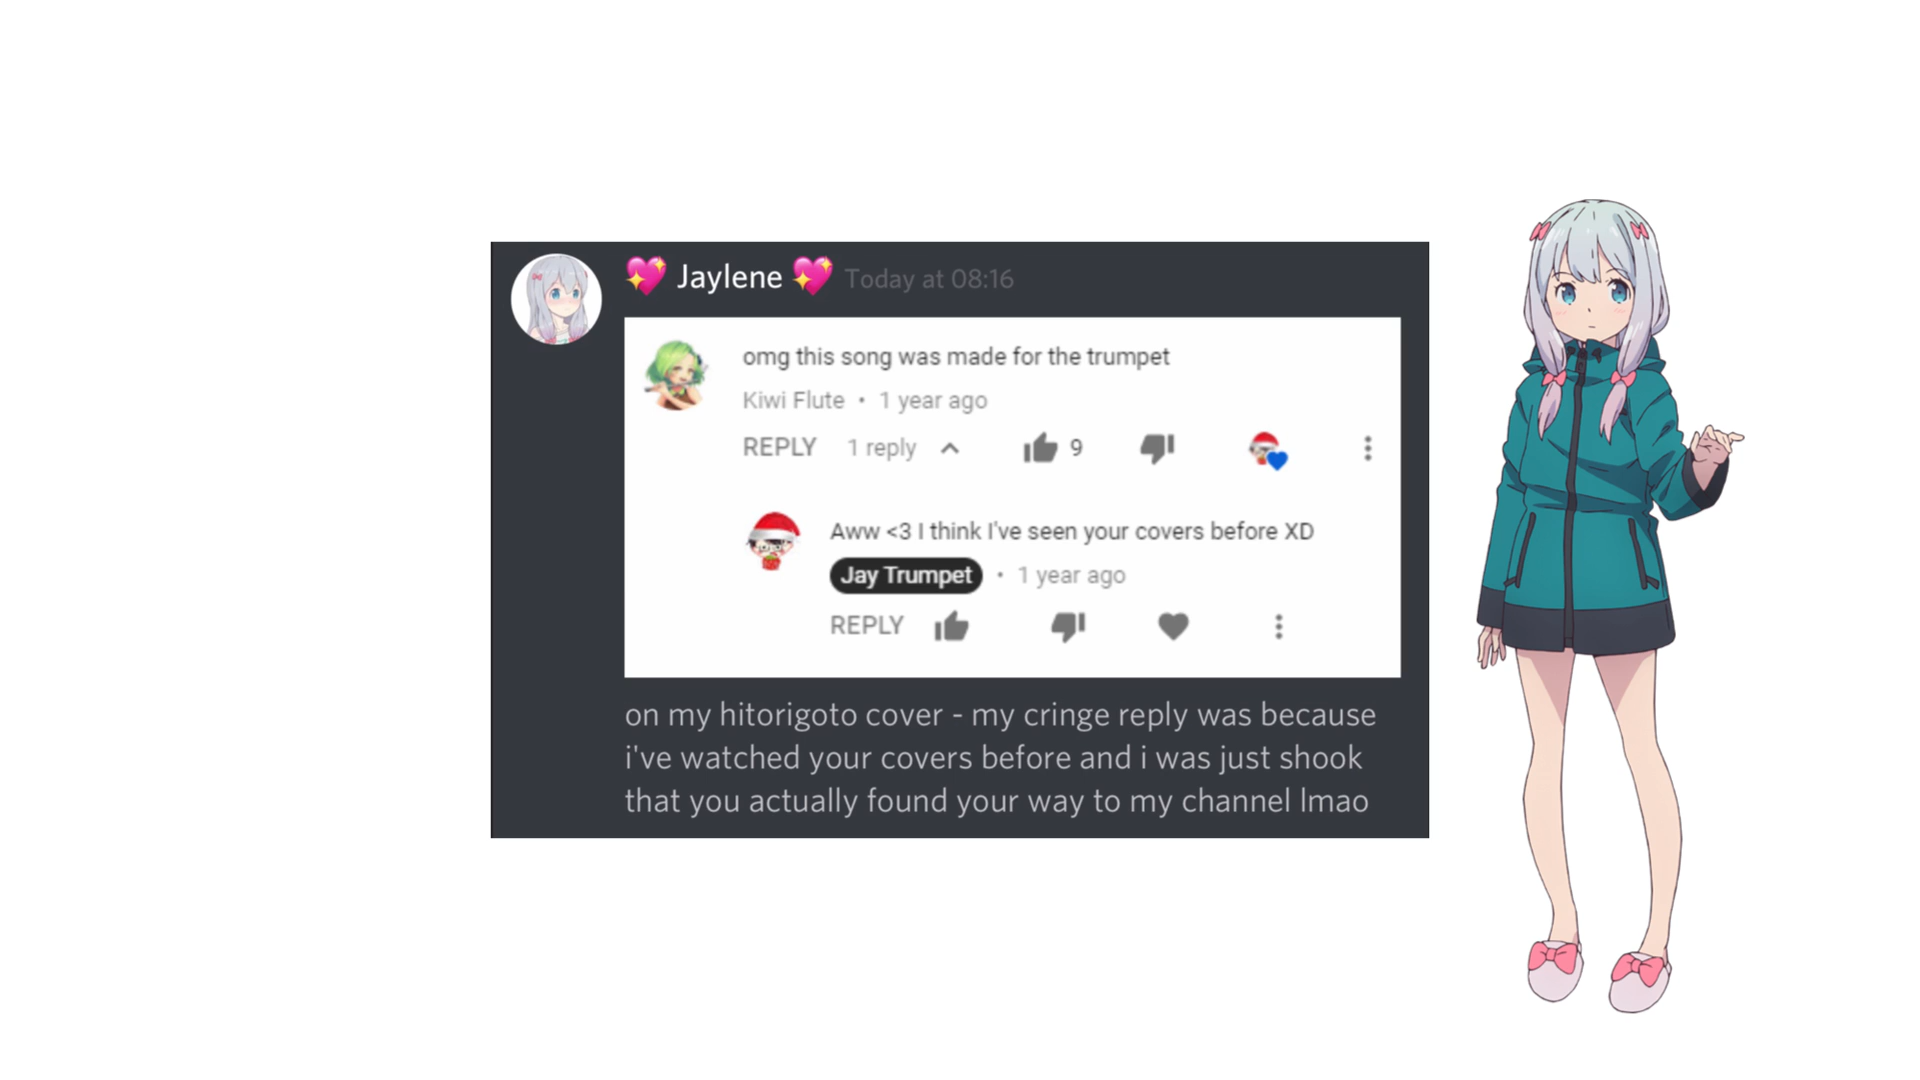 💖 Jaylene 💖 Today at 08:16
omg this song was made for the trumpet
Kiwi Flute • 1 year ago
REPLY 1 reply 9
Aww <3 I think I've seen your covers before XD
Jay Trumpet • 1 year ago
REPLY
on my hitorigoto cover - my cringe reply was because
i've watched your covers before and i was just shook
that you actually found your way to my channel lmao